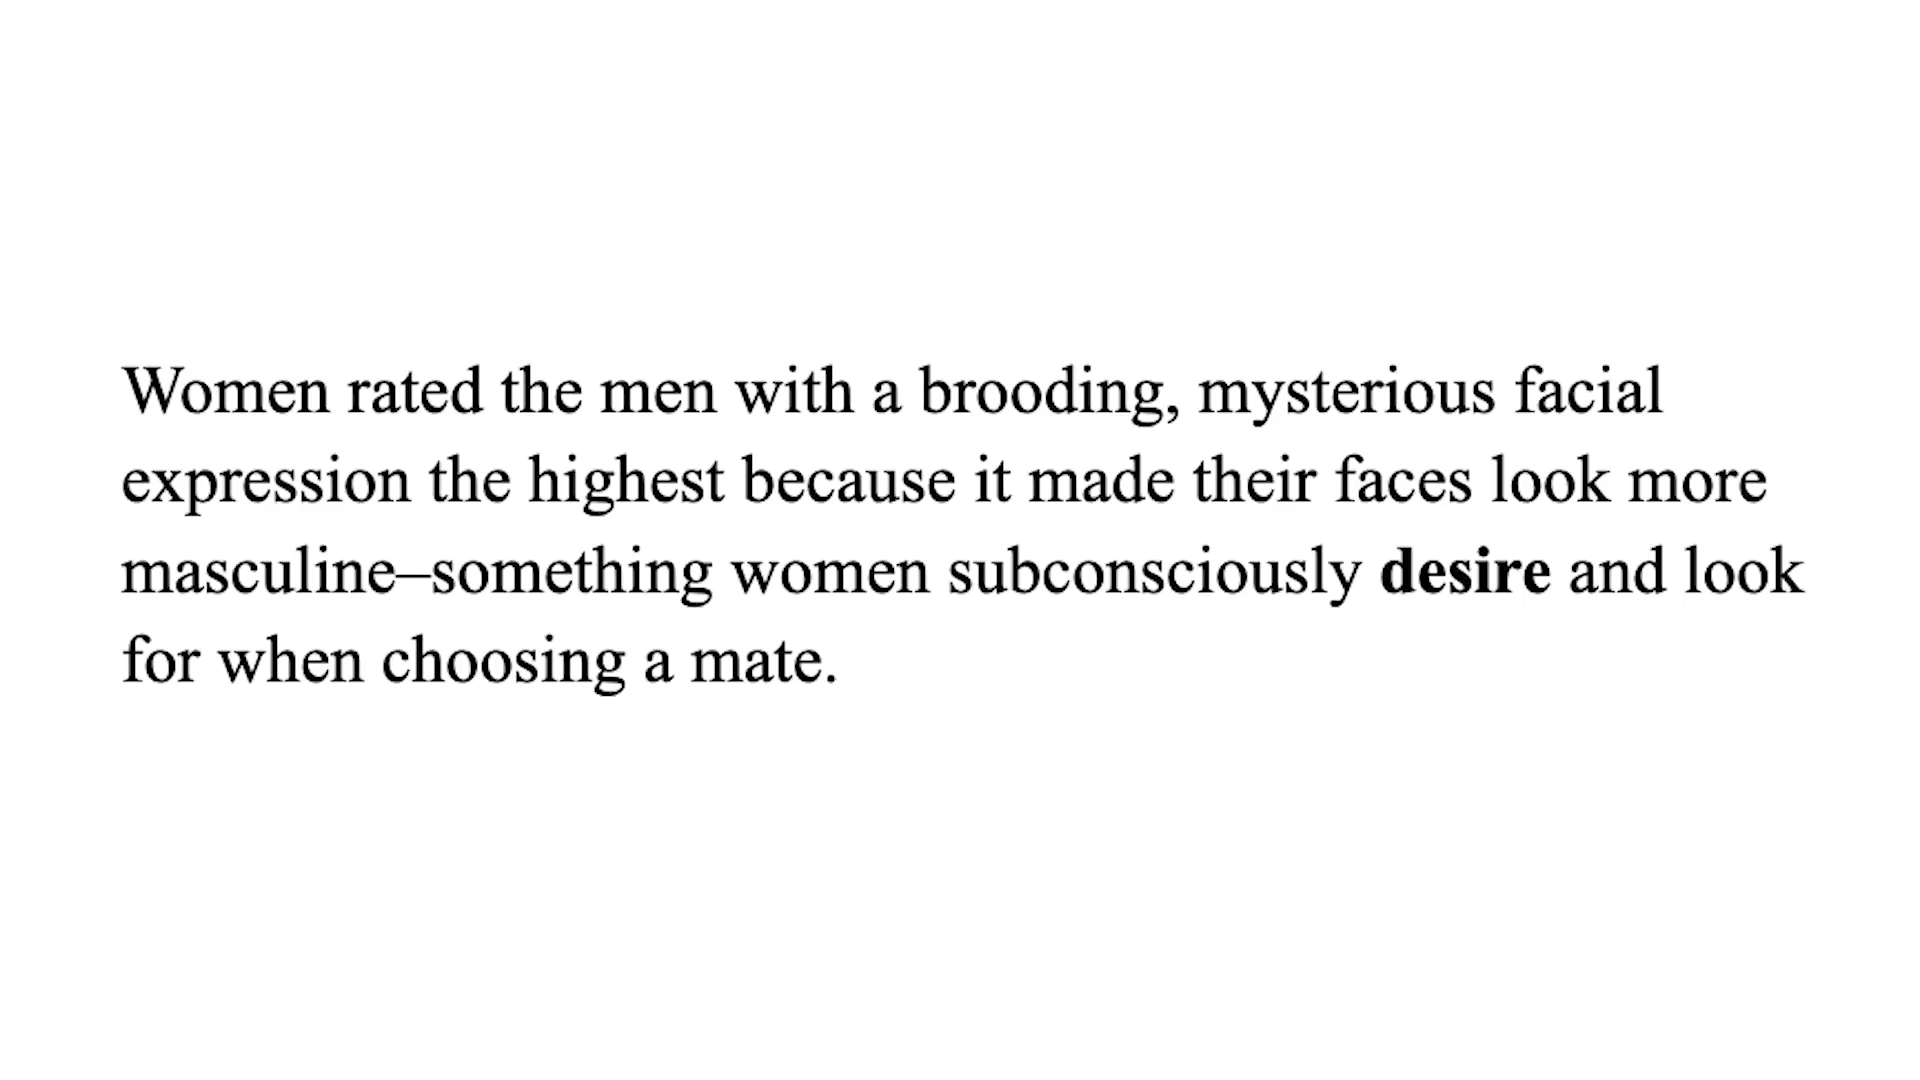 Women rated the men with a brooding, mysterious facial
expression the highest because it made their faces look more
masculine–something women subconsciously desire and look
for when choosing a mate.